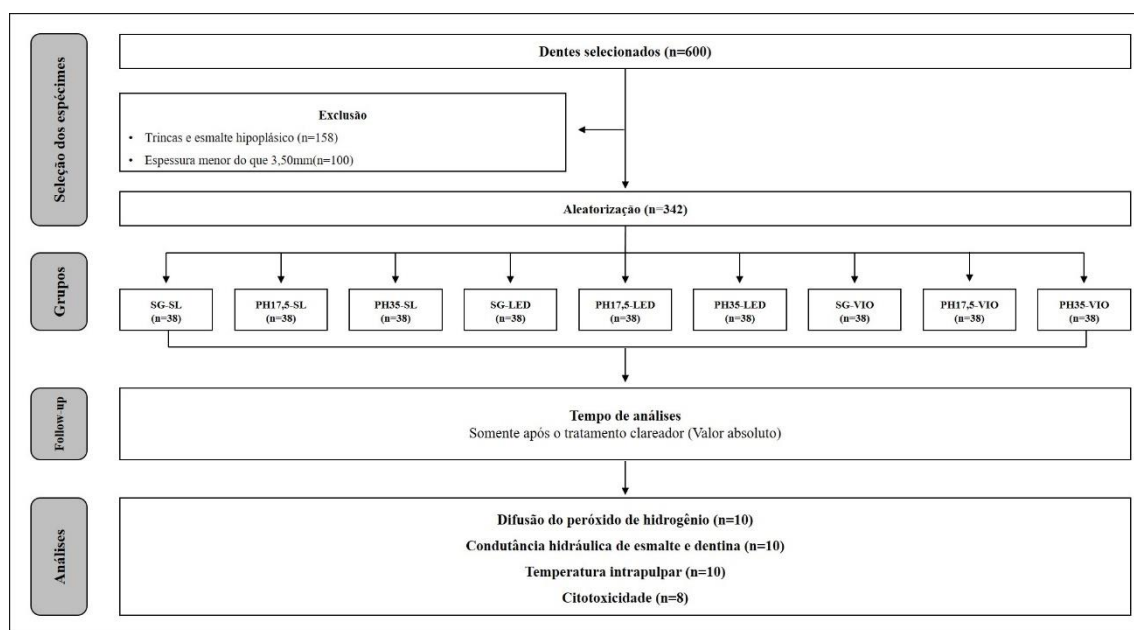 Seleção dos espécimes
Dentes selecionados (n=600)
Exclusão
• Trincas e esmalte hipoplásico (n=158)
• Espessura menor do que 3,50mm(n=100)
Aleatorização (n=342)
Grupos
SG-SL
(n=38)
PH17,5-SL
(n=38)
PH35-SL
(n=38)
SG-LED
(n=38)
PH17,5-LED
(n=38)
PH35-LED
(n=38)
SG-VIO
(n=38)
PH17,5-VIO
(n=38)
PH35-VIO
(n=38)
Follow-up
Tempo de análises
Somente após o tratamento clareador (Valor absoluto)
Análises
Difusão do peróxido de hidrogênio (n=10)
Condutância hidráulica de esmalte e dentina (n=10)
Temperatura intrapulpar (n=10)
Citotoxicidade (n=8)